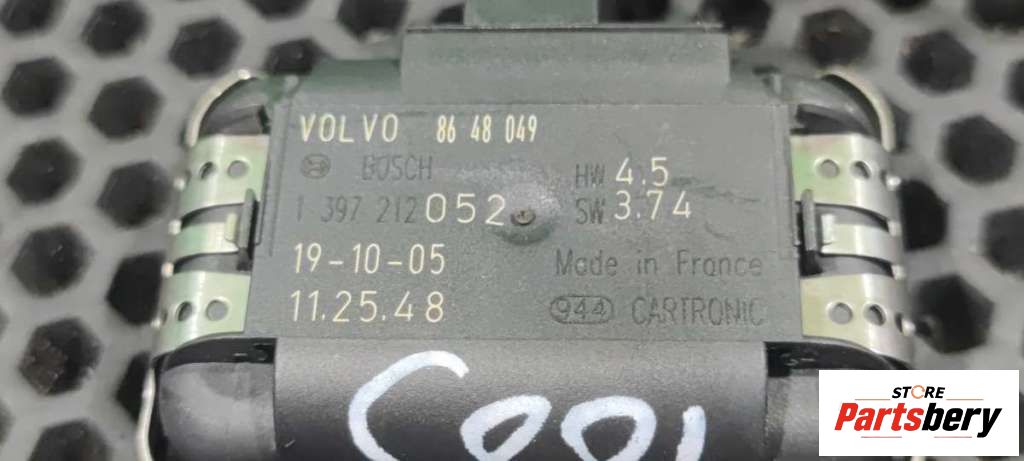 VOLVO 86 48 049
BOSCH HW 4.5
1 397 212 052 SW 3.74
19-10-05 Made in France
11.25.48 944 CARTRONIC
STORE
Partsbery